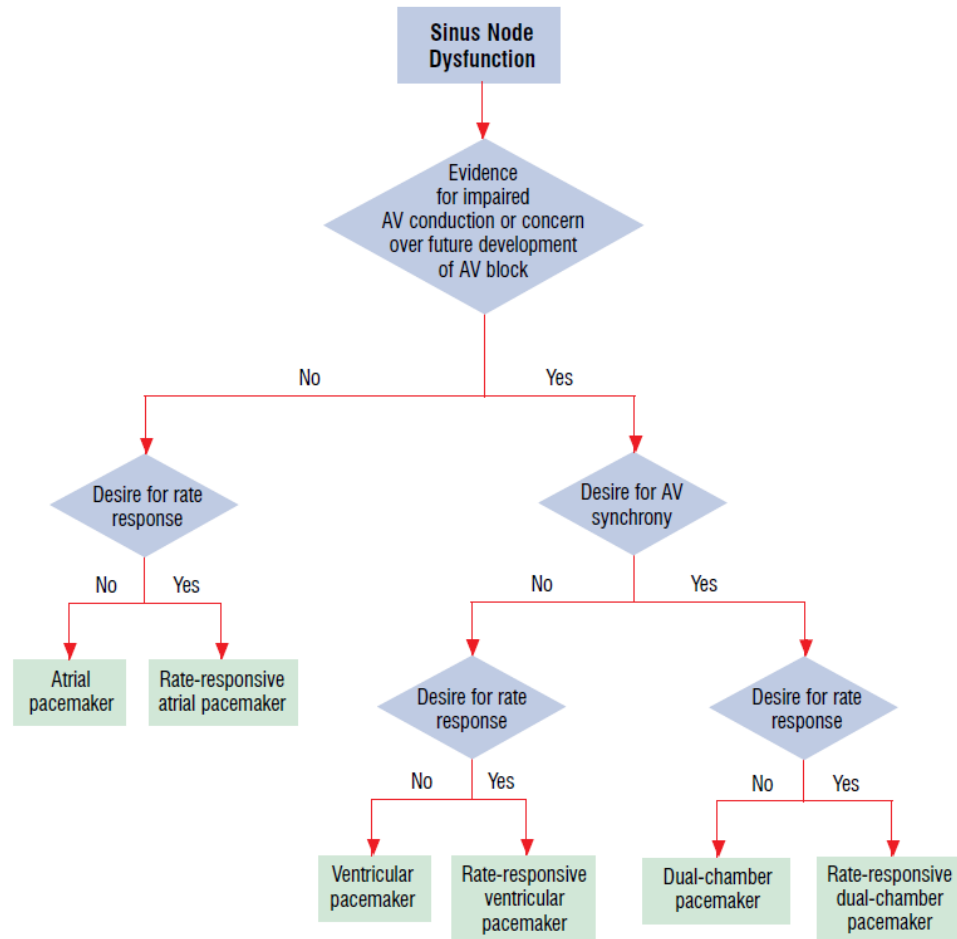 Sinus Node
Dysfunction
Evidence
for impaired
AV conduction or concern
over future development
of AV block
No
Yes
Desire for rate
response
Desire for AV
synchrony
No
Yes
No
Yes
Atrial
pacemaker
Rate-responsive
atrial pacemaker
Desire for rate
response
Desire for rate
response
No
Yes
No
Yes
Ventricular
pacemaker
Rate-responsive
ventricular
pacemaker
Dual-chamber
pacemaker
Rate-responsive
dual-chamber
pacemaker